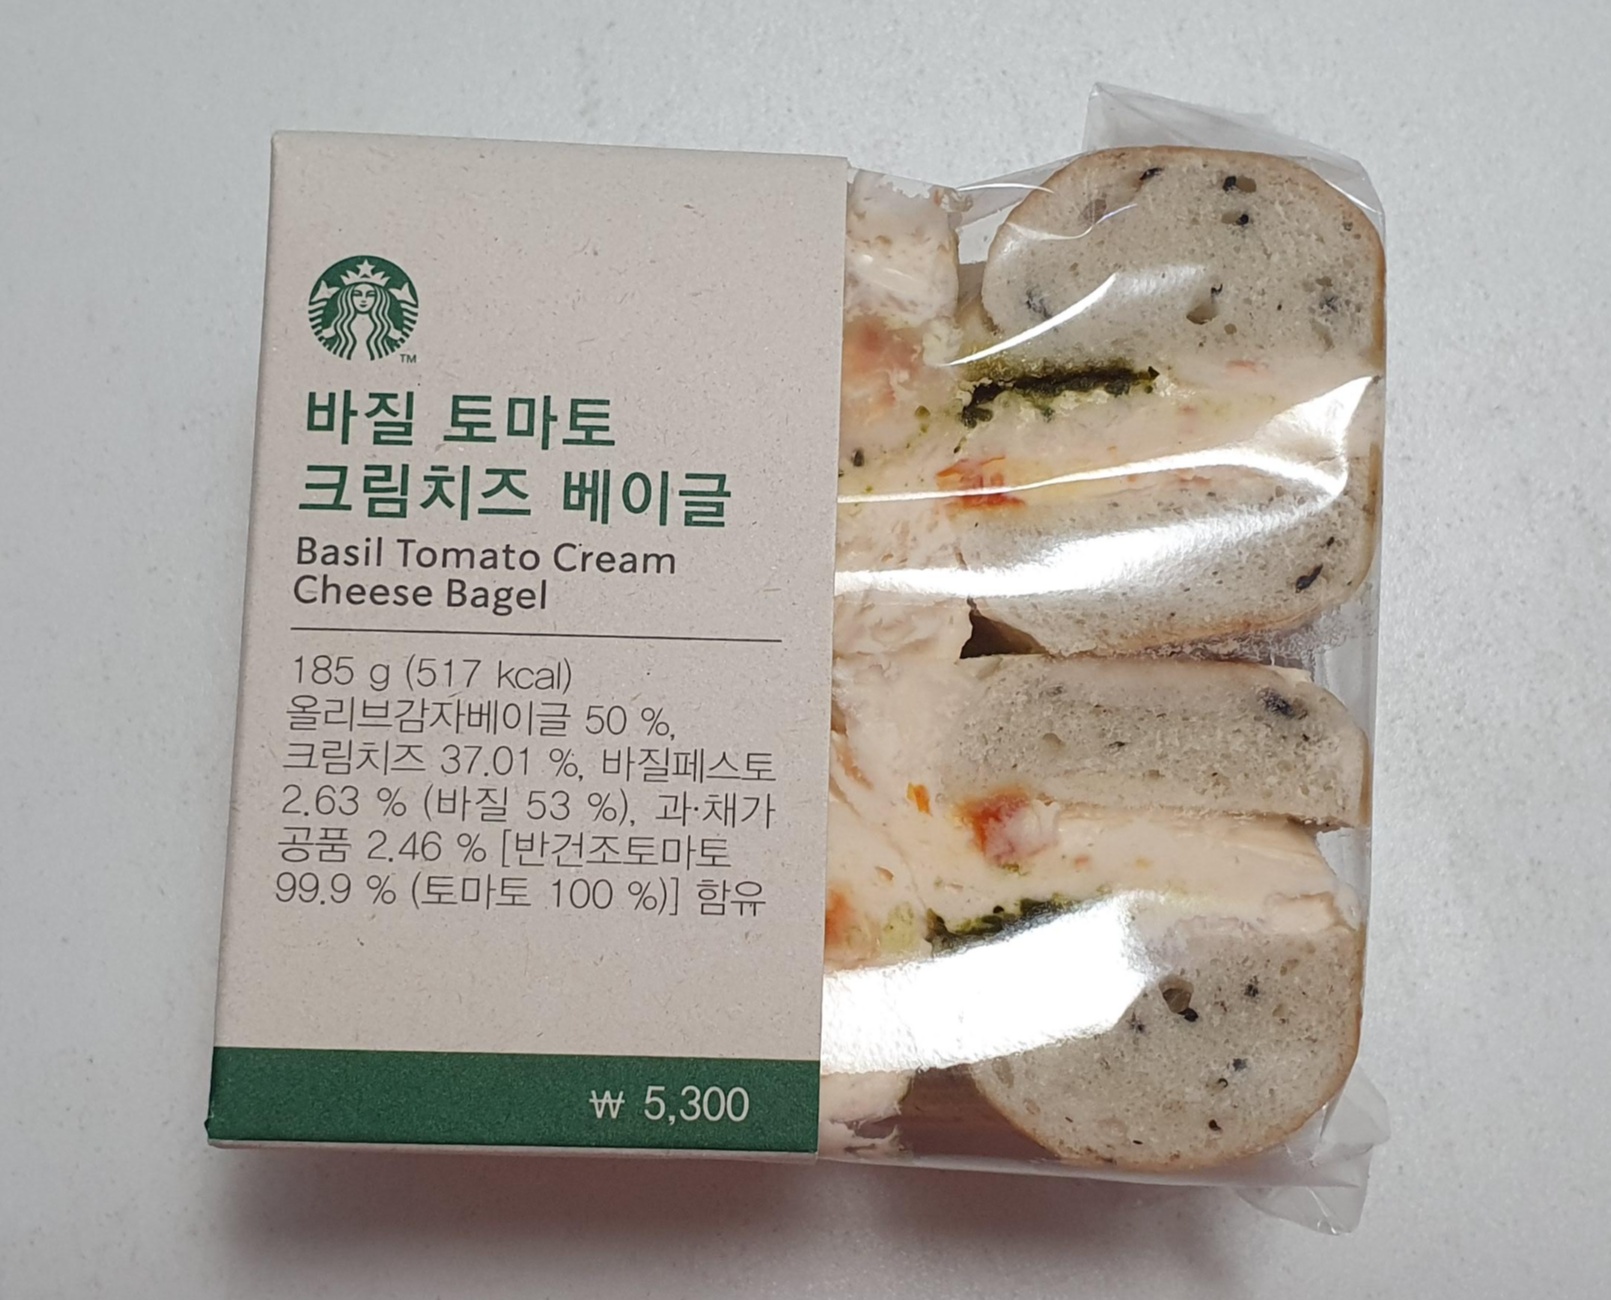 TM
바질 토마토
크림치즈 베이글
Basil Tomato Cream
Cheese Bagel
185 g (517 kcal)
올리브감자베이글 50 %,
크림치즈 37.01 %, 바질페스토
2.63 % (바질 53 %), 과·채가
공품 2.46 % [반건조토마토
99.9 % (토마토 100 %)] 함유
₩ 5,300